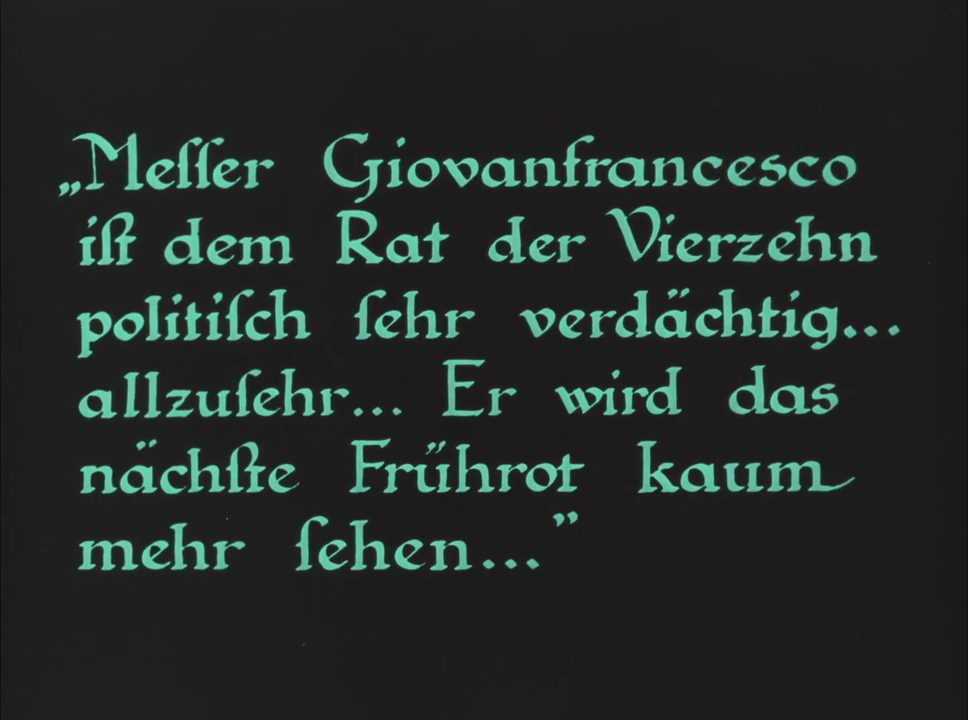 „Meſſer Giovanfrancesco
iſt dem Rat der Vierzehn
politiſch ſehr verdächtig...
allzuſehr... Er wird das
nächſte Frührot kaum
mehr ſehen...”